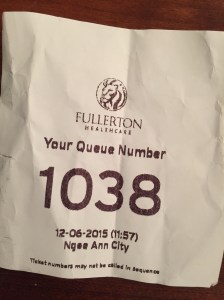 FULLERTON
HEALTHCARE
Your Queue Number
1038
12-06-2015 (11:57)
Ngee Ann City
Ticket numbers may not be called in sequence